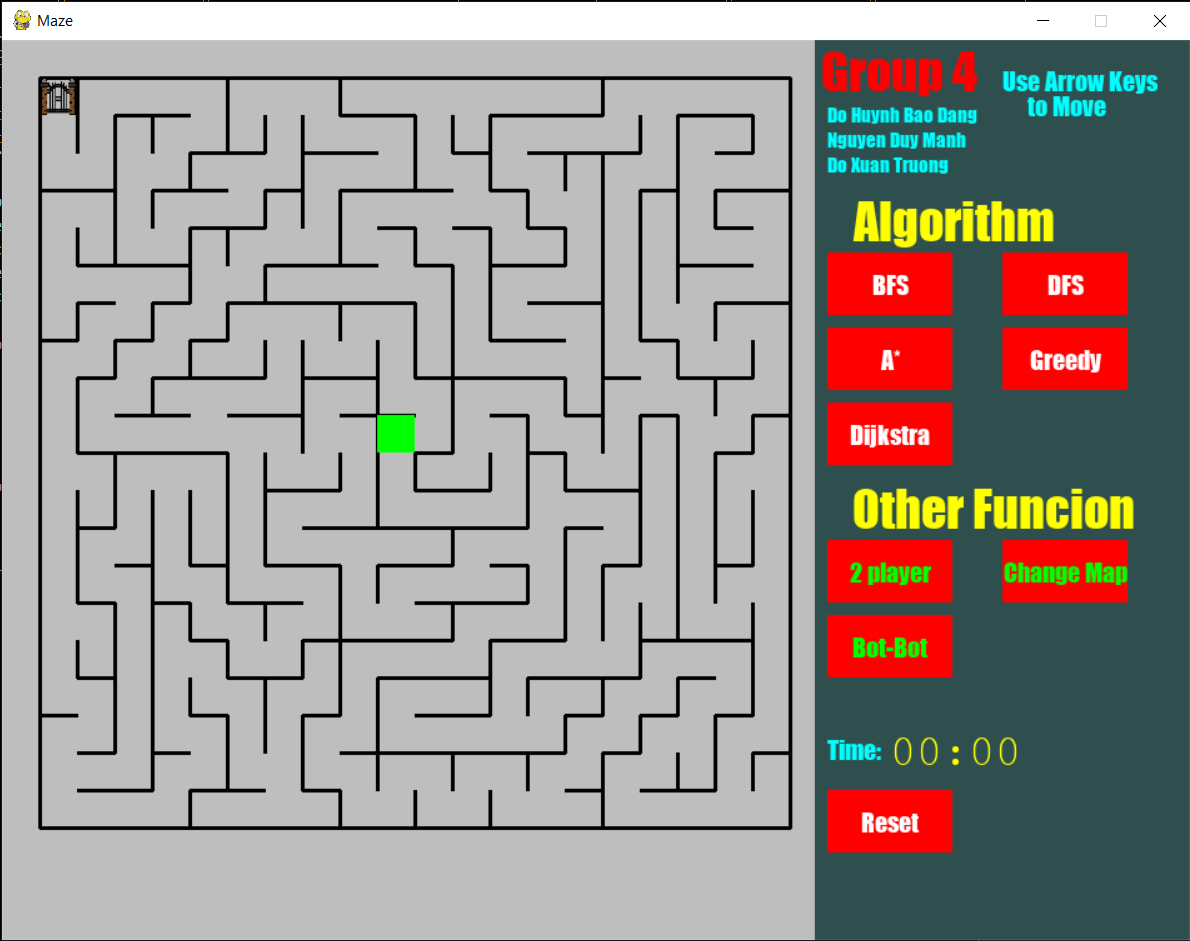 Maze
Group 4
Use Arrow Keys
to Move
Do Huynh Bao Dang
Nguyen Duy Manh
Do Xuan Truong
Algorithm
BFS
DFS
A*
Greedy
Dijkstra
Other Funcion
2 player
Change Map
Bot-Bot
Time: 00:00
Reset